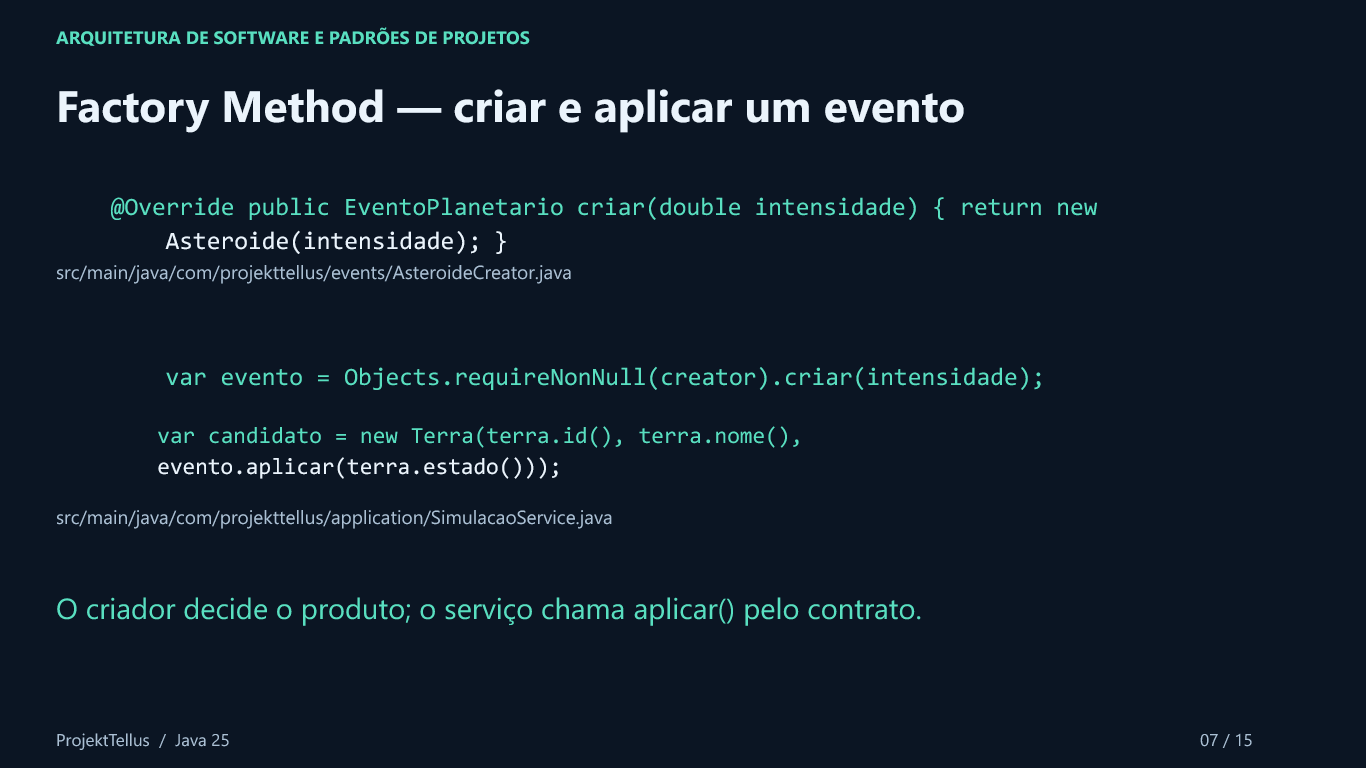 ARQUITETURA DE SOFTWARE E PADRÕES DE PROJETOS
Factory Method — criar e aplicar um evento
@Override public EventoPlanetario criar(double intensidade) { return new
Asteroide(intensidade); }
src/main/java/com/projekttellus/events/AsteroideCreator.java
var evento = Objects.requireNonNull(creator).criar(intensidade);
var candidato = new Terra(terra.id(), terra.nome(),
evento.aplicar(terra.estado()));
src/main/java/com/projekttellus/application/SimulacaoService.java
O criador decide o produto; o serviço chama aplicar() pelo contrato.
ProjektTellus / Java 25
07 / 15